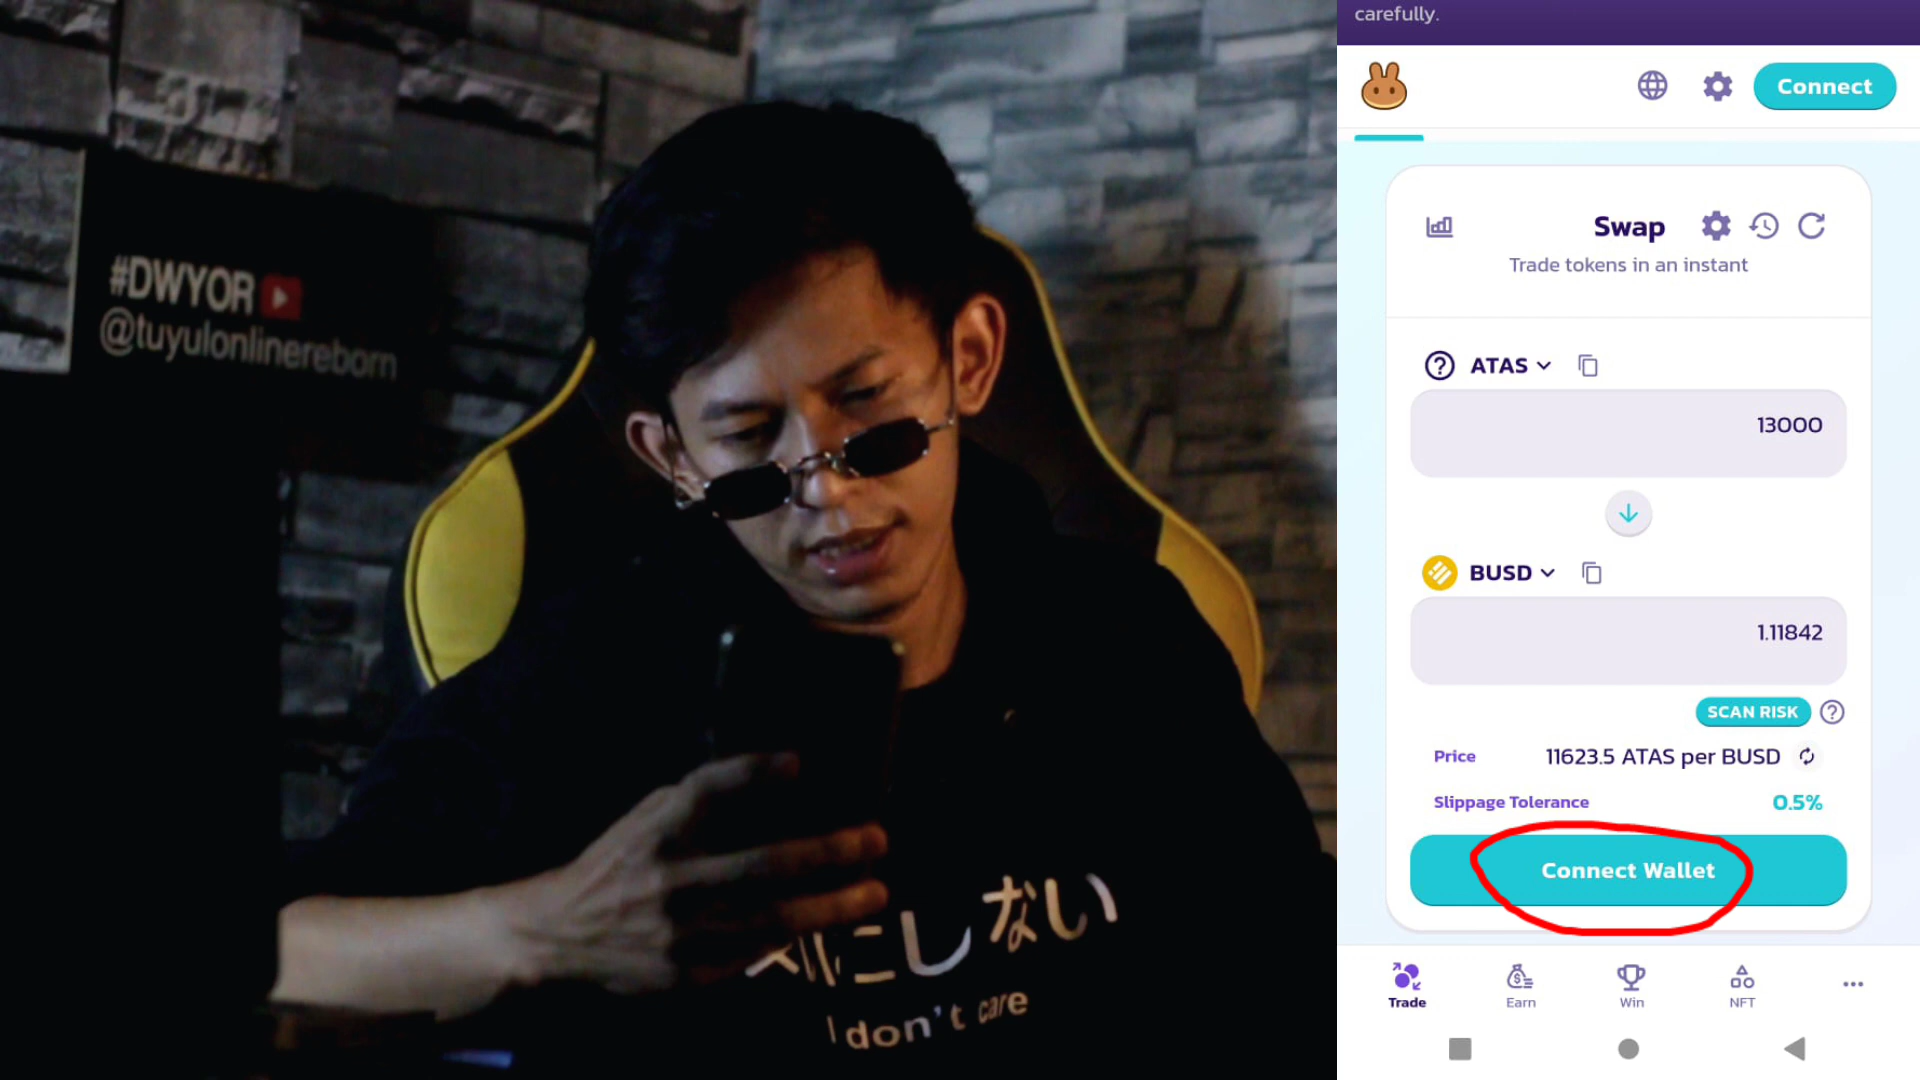 #DWYOR
@tuyulonlinereborn
にしない
I don't care
carefully.
Connect
Swap
Trade tokens in an instant
ATAS
13000
BUSD
1.11842
SCAN RISK
Price
11623.5 ATAS per BUSD
Slippage Tolerance
0.5%
Connect Wallet
Trade
Earn
Win
NFT